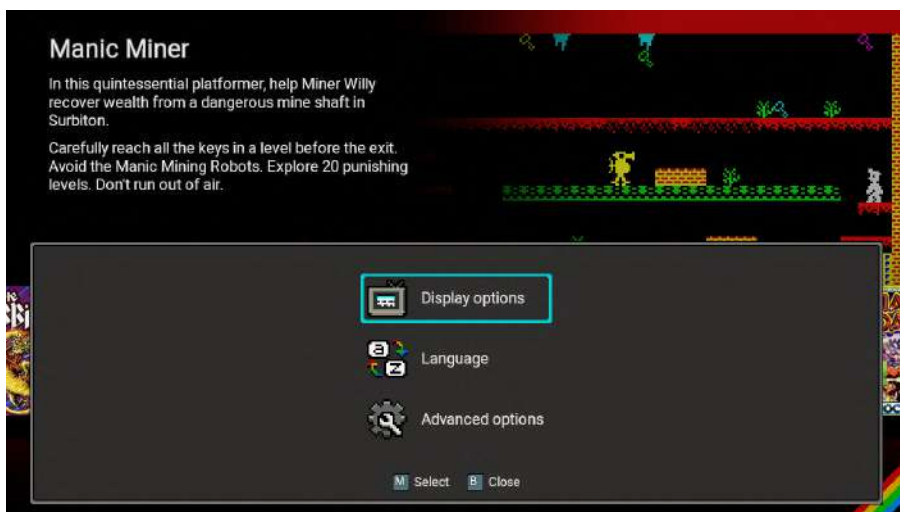 Manic Miner
In this quintessential platformer, help Miner Willy
recover wealth from a dangerous mine shaft in
Surbiton.
Carefully reach all the keys in a level before the exit.
Avoid the Manic Mining Robots. Explore 20 punishing
levels. Don't run out of air.
Display options
a
z
Language
Advanced options
M Select B Close